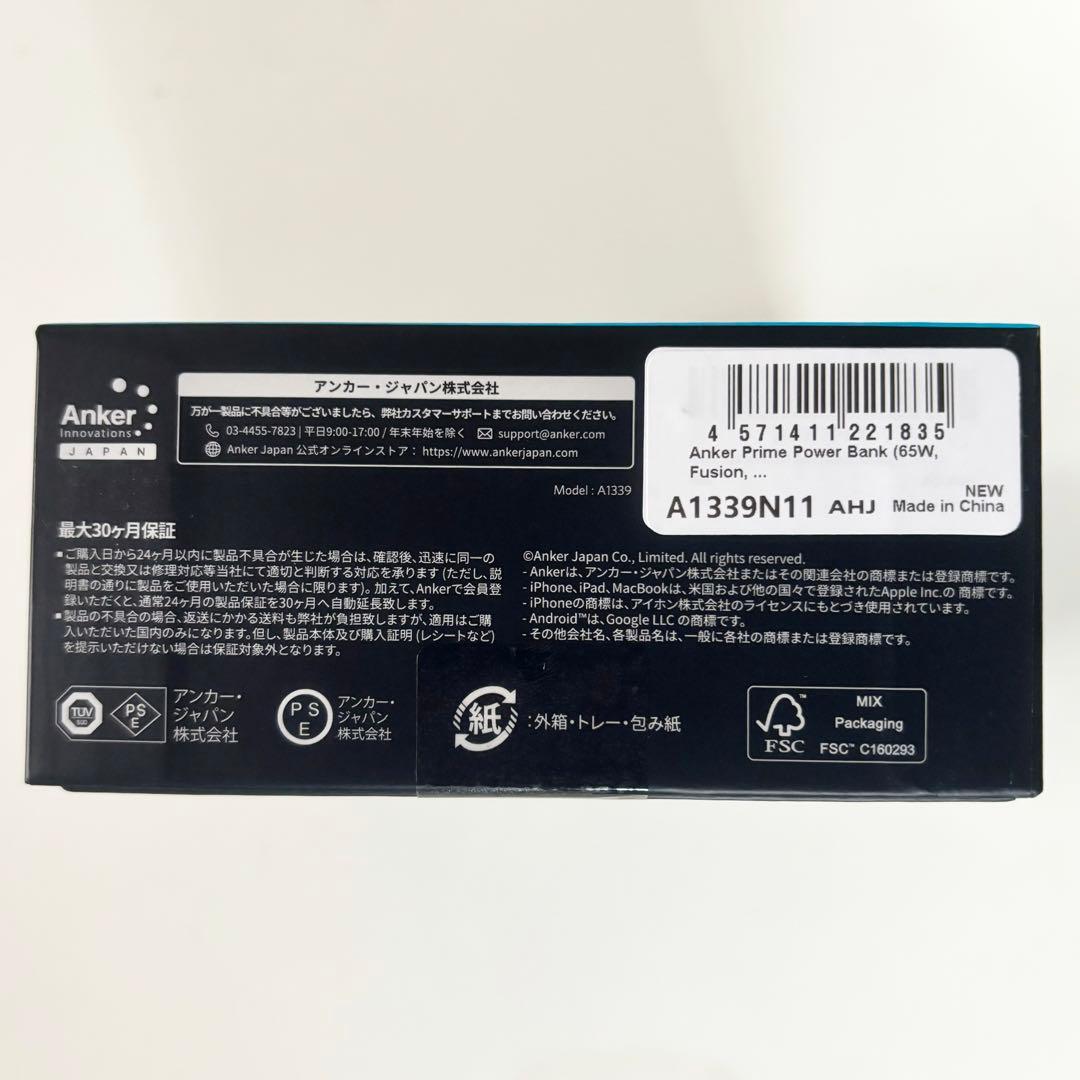 Anker
Innovations
JAPAN
アンカー・ジャパン株式会社
万が一製品に不具合等がございましたら、弊社カスタマーサポートまでお問い合わせください。
03-4455-7823 | 平日9:00-17:00 / 年末年始を除く support@anker.com
Anker Japan 公式オンラインストア : https://www.ankerjapan.com
Model : A1339
4 571411 221835
Anker Prime Power Bank (65W,
Fusion, ...
NEW
A1339N11 AHJ Made in China
最大30ヶ月保証
▪ご購入日から24ヶ月以内に製品不具合が生じた場合は、確認後、迅速に同一の
製品と交換又は修理対応等当社にて適切と判断する対応を承ります (ただし、説
明書の通りに製品をご使用いただいた場合に限ります)。加えて、Ankerで会員登
録いただくと、通常24ヶ月の製品保証を30ヶ月へ自動延長致します。
▪製品の不具合の場合、返送にかかる送料も弊社が負担致しますが、適用はご購
入いただいた国内のみになります。但し、製品本体及び購入証明 (レシートなど)
を提示いただけない場合は保証対象外となります。
©Anker Japan Co., Limited. All rights reserved.
- Ankerは、アンカー・ジャパン株式会社またはその関連会社の商標または登録商標です。
- iPhone、iPad、MacBookは、米国および他の国々で登録されたApple Inc.の 商標です。
- iPhoneの商標は、アイホン株式会社のライセンスにもとづき使用されています。
- Android™は、Google LLC の商標です。
- その他会社名、各製品名は、一般に各社の商標または登録商標です。
TÜV
SÜD
PS
E
アンカー・
ジャパン
株式会社
PS
E
アンカー・
ジャパン
株式会社
紙
:外箱・トレー・包み紙
FSC
MIX
Packaging
FSC™ C160293